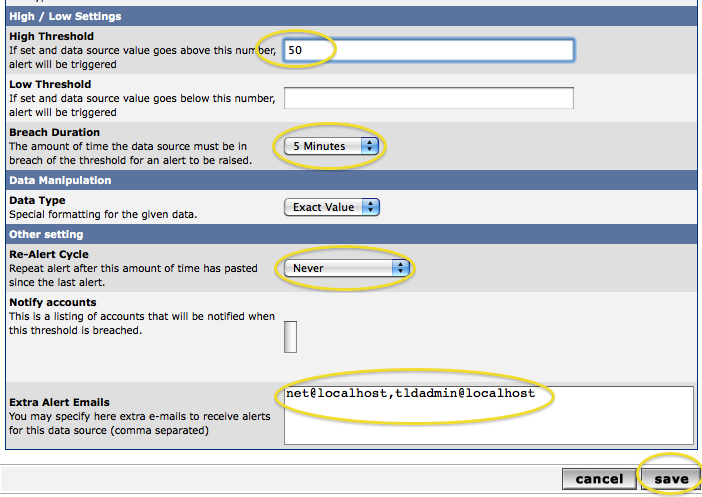 High / Low Settings
High Threshold
If set and data source value goes above this number,
alert will be triggered
50
Low Threshold
If set and data source value goes below this number,
alert will be triggered
Breach Duration
The amount of time the data source must be in
breach of the threshold for an alert to be raised.
5 Minutes
Data Manipulation
Data Type
Special formatting for the given data.
Exact Value
Other setting
Re-Alert Cycle
Repeat alert after this amount of time has pasted
since the last alert.
Never
Notify accounts
This is a listing of accounts that will be notified when
this threshold is breached.
Extra Alert Emails
You may specify here extra e-mails to receive alerts
for this data source (comma separated)
net@localhost,tldadmin@localhost
cancel save